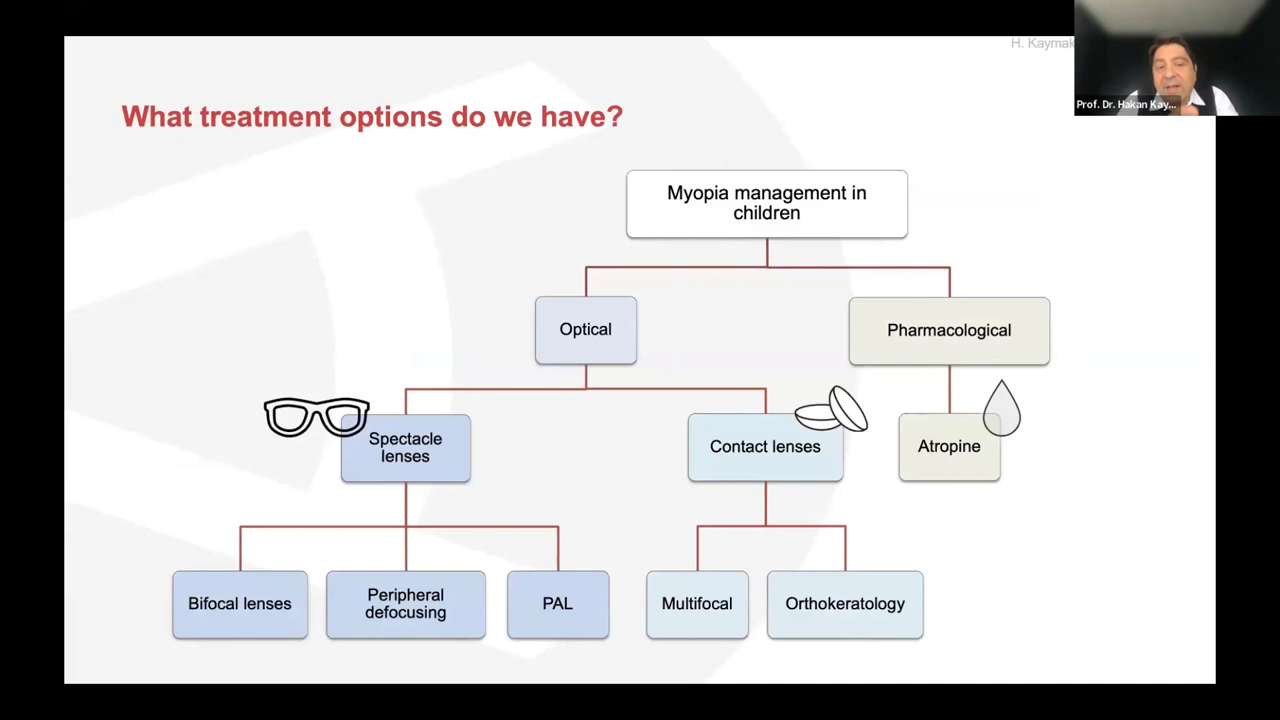 H. Kaymak
Prof. Dr. Hakan Kay...
What treatment options do we have?
Myopia management in
children
Optical
Pharmacological
Spectacle
lenses
Contact lenses
Atropine
Bifocal lenses
Peripheral
defocusing
PAL
Multifocal
Orthokeratology